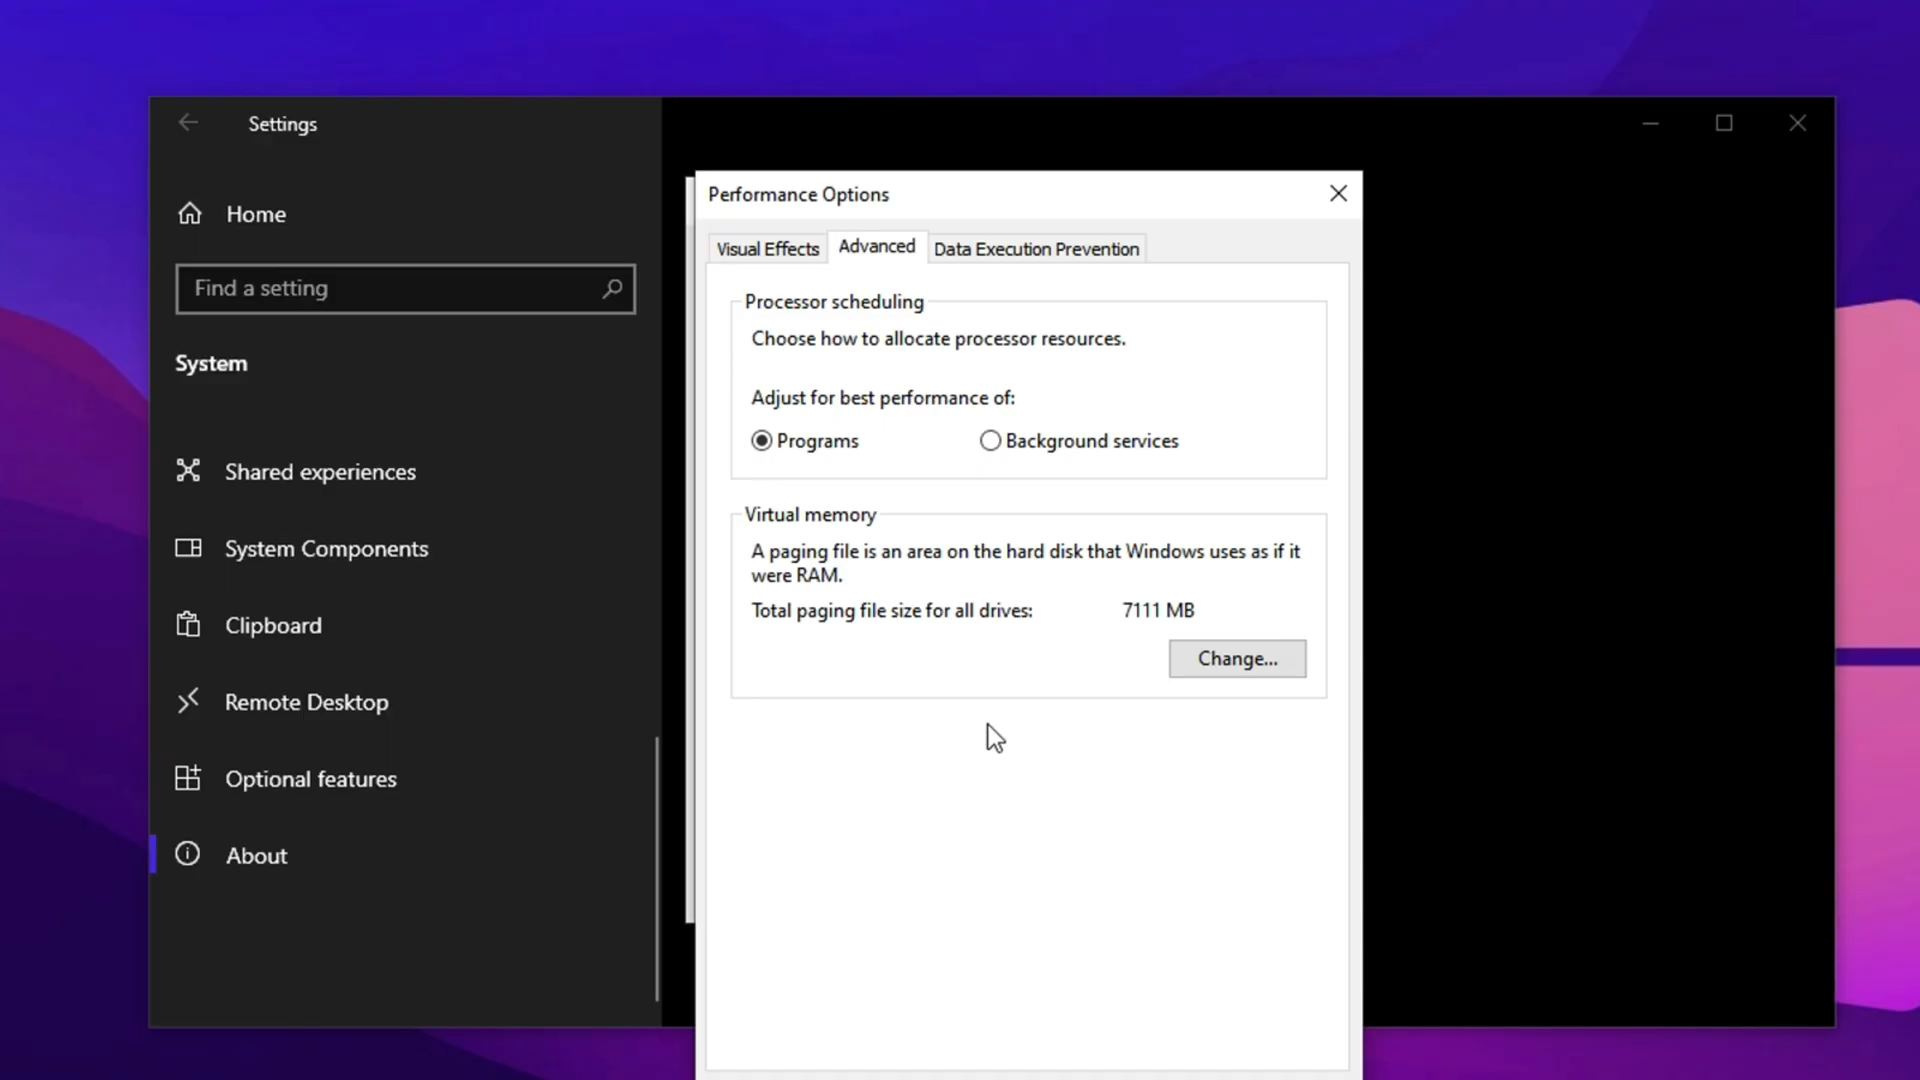 Settings
Home
Find a setting
System
Shared experiences
System Components
Clipboard
Remote Desktop
Optional features
About
Performance Options
Visual Effects
Advanced
Data Execution Prevention
Processor scheduling
Choose how to allocate processor resources.
Adjust for best performance of:
Programs
Background services
Virtual memory
A paging file is an area on the hard disk that Windows uses as if it
were RAM.
Total paging file size for all drives:
7111 MB
Change...